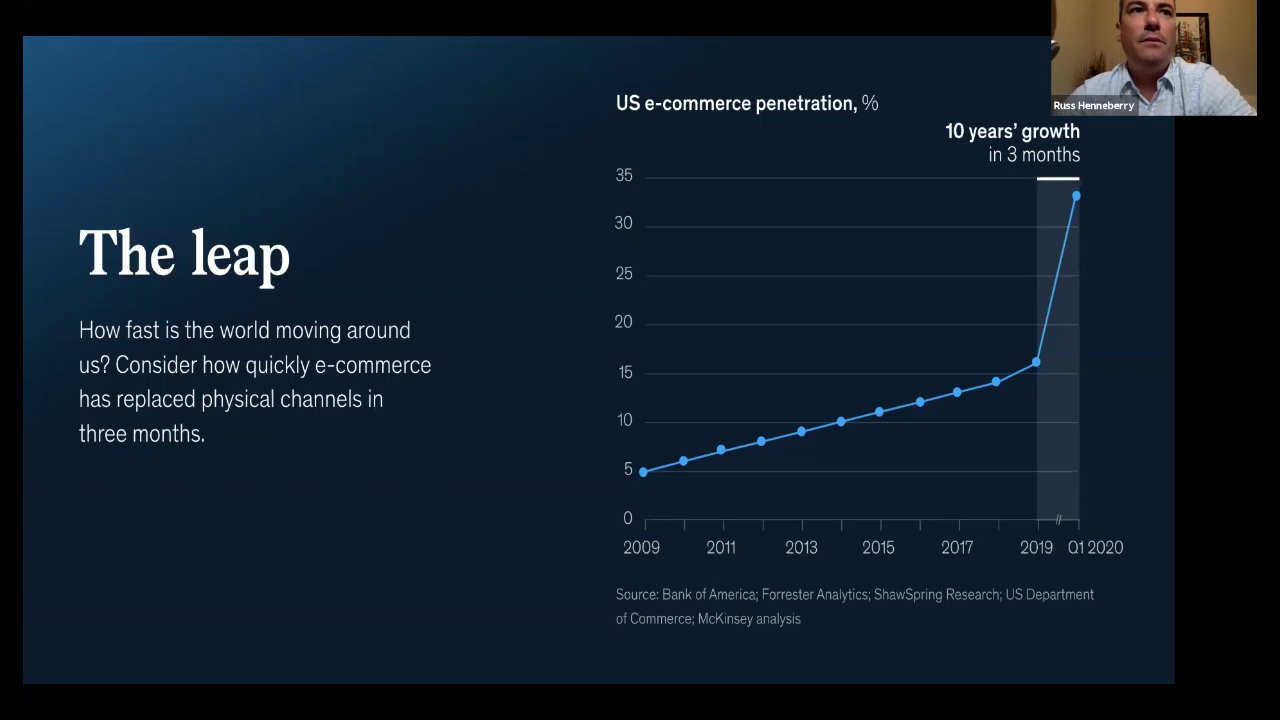 Russ Henneberry
US e-commerce penetration, %
10 years’ growth
in 3 months
The leap
How fast is the world moving around
us? Consider how quickly e-commerce
has replaced physical channels in
three months.
35
30
25
20
15
10
5
0
2009 2011 2013 2015 2017 2019 Q1 2020
Source: Bank of America; Forrester Analytics; ShawSpring Research; US Department
of Commerce; McKinsey analysis